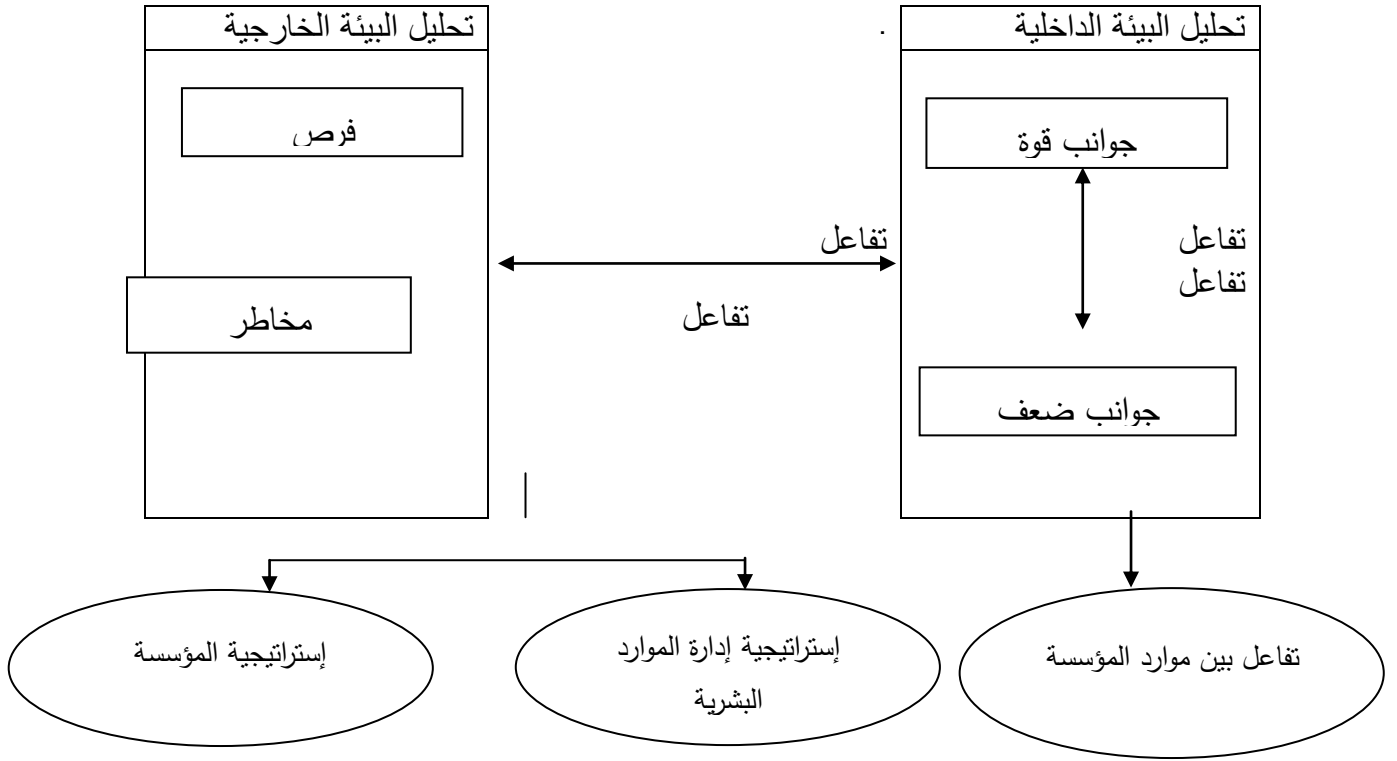 تحليل البيئة الداخلية
.
تحليل البيئة الخارجية
جوانب قوة
فرص
تفاعل
تفاعل
تفاعل
تفاعل
مخاطر
جوانب ضعف
تفاعل بين موارد المؤسسة
إستراتيجية إدارة الموارد
البشرية
إستراتيجية المؤسسة